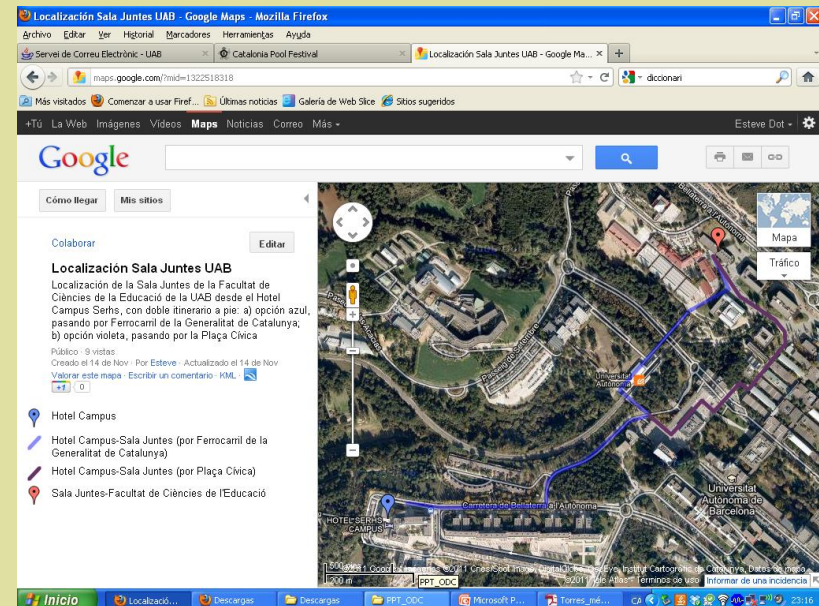 Localización Sala Juntes UAB - Google Maps - Mozilla Firefox
Archivo Editar Ver Historial Marcadores Herramientas Ayuda
Servei de Correu Electrònic - UAB × Catalonia Pool Festival × Localización Sala Juntes UAB - Google Ma... × +
maps.google.com/?mid=1322518318 diccionari
Más visitados Comenzar a usar Firef... Últimas noticias Galería de Web Slice Sitios sugeridos
+Tú La Web Imágenes Vídeos Maps Noticias Correo Más Esteve Dot
Google
Cómo llegar Mis sitios
Colaborar Editar
Localización Sala Juntes UAB
Localización de la Sala Juntes de la Facultat de
Ciències de la Educació de la UAB desde el Hotel
Campus Serhs, con doble itinerario a pie: a) opción azul,
pasando por Ferrocarril de la Generalitat de Catalunya;
b) opción violeta, pasando por la Plaça Cívica
Público · 9 vistas
Creado el 14 de Nov · Por Esteve · Actualizado el 14 de Nov
Valorar este mapa · Escribir un comentario · KML ·
+1 0
Hotel Campus
Hotel Campus-Sala Juntes (por Ferrocarril de la
Generalitat de Catalunya)
Hotel Campus-Sala Juntes (por Plaça Cívica)
Sala Juntes-Facultat de Ciències de l'Educació
Mapa
Tráfico
Bellaterra a l'Autònoma
Passeig de Setembre
Universitat
Autònoma
Universitat
Autònoma de
Barcelona
Carretera de Bellaterra a l'Autònoma
HOTEL SERHS
CAMPUS
200 m
Términos de uso
Informar de una incidencia
PPT_ODC
Inicio Localizació... Descargas Descargas PPT_ODC Microsoft P... Torres_mé... CA 23:16